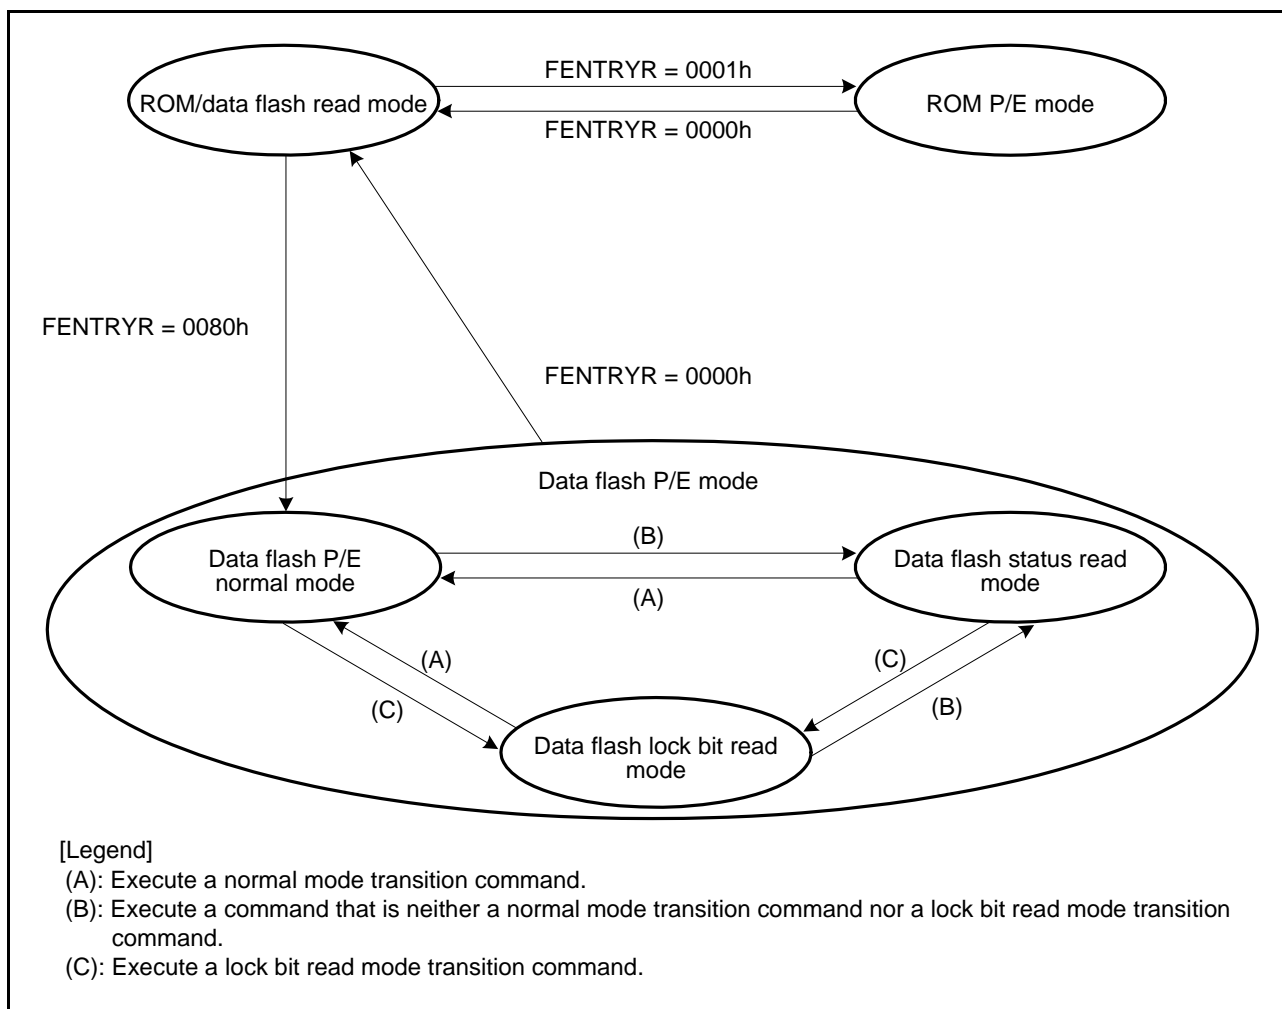 FENTRYR = 0001h
ROM/data flash read mode
ROM P/E mode
FENTRYR = 0000h
FENTRYR = 0080h
FENTRYR = 0000h
Data flash P/E mode
Data flash P/E
normal mode
(B)
(A)
Data flash status read
mode
(A)
(C)
(C)
(B)
Data flash lock bit read
mode
[Legend]
(A): Execute a normal mode transition command.
(B): Execute a command that is neither a normal mode transition command nor a lock bit read mode transition
command.
(C): Execute a lock bit read mode transition command.